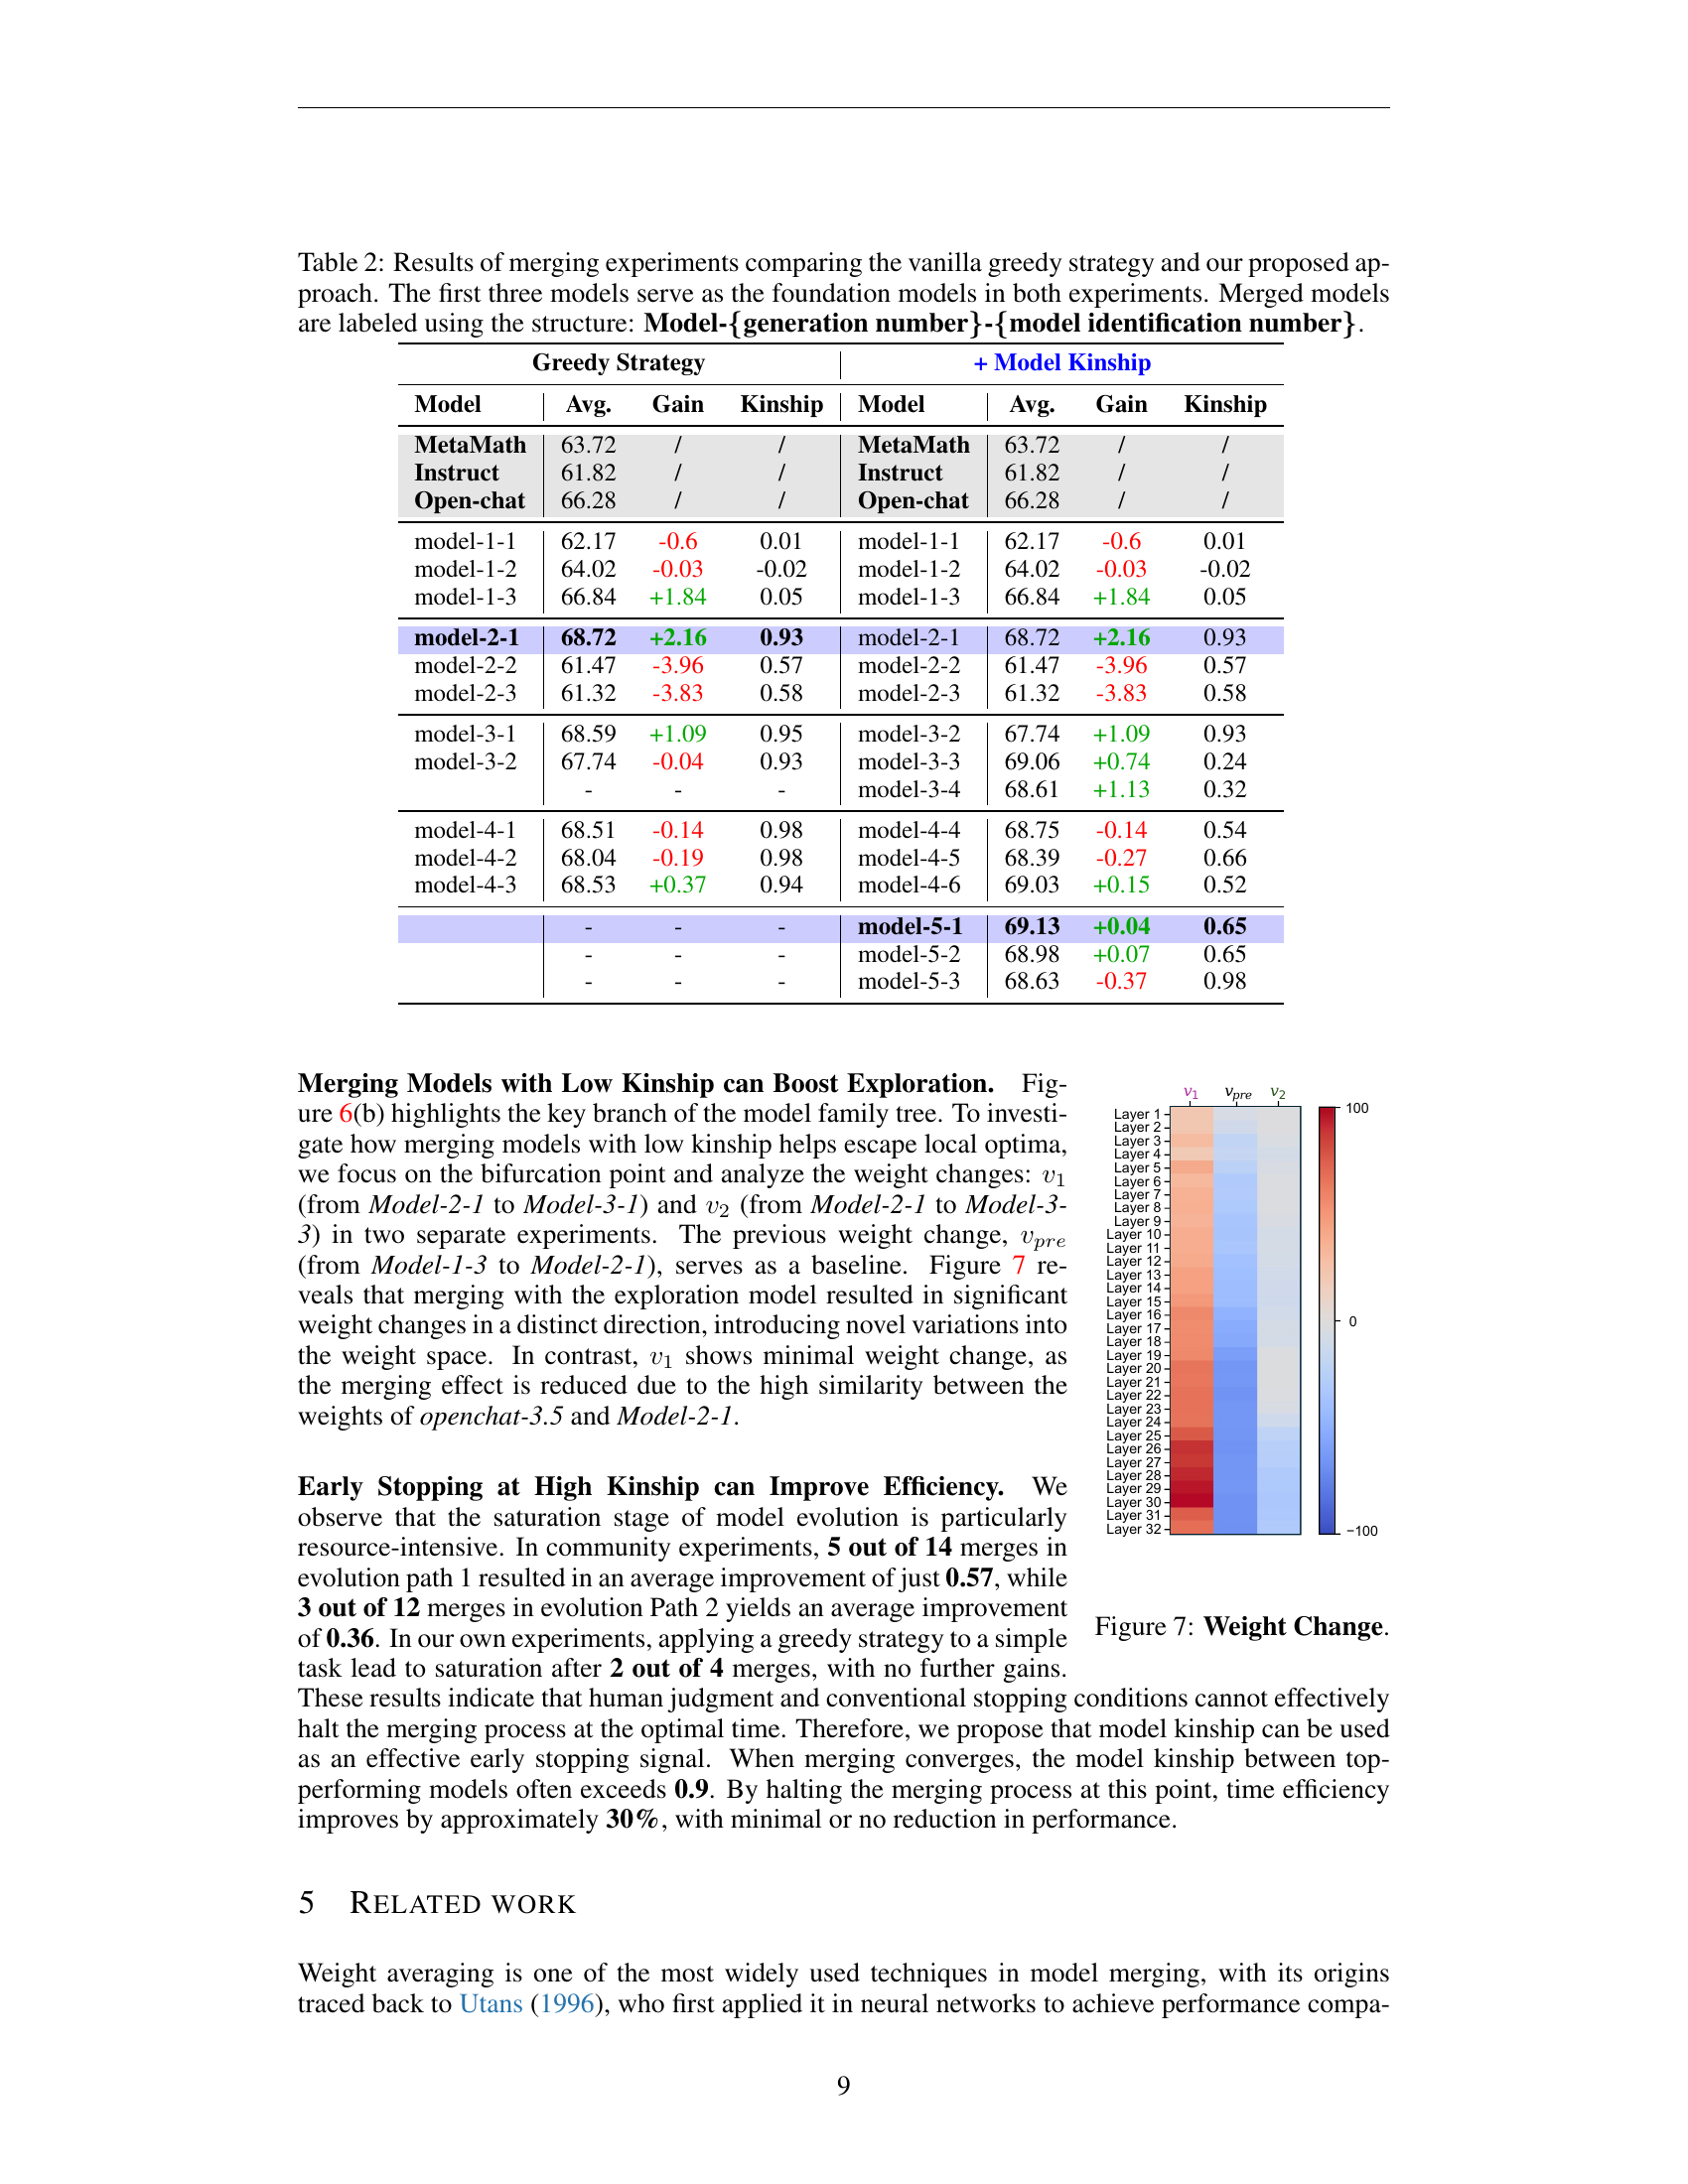 Table 2: Results of merging experiments comparing the vanilla greedy strategy and our proposed ap-
proach. The first three models serve as the foundation models in both experiments. Merged models
are labeled using the structure: Model-{generation number}-{model identification number}.
Greedy Strategy + Model Kinship
Model Avg. Gain Kinship Model Avg. Gain Kinship
MetaMath 63.72 / / MetaMath 63.72 / /
Instruct 61.82 / / Instruct 61.82 / /
Open-chat 66.28 / / Open-chat 66.28 / /
model-1-1 62.17 -0.6 0.01 model-1-1 62.17 -0.6 0.01
model-1-2 64.02 -0.03 -0.02 model-1-2 64.02 -0.03 -0.02
model-1-3 66.84 +1.84 0.05 model-1-3 66.84 +1.84 0.05
model-2-1 68.72 +2.16 0.93 model-2-1 68.72 +2.16 0.93
model-2-2 61.47 -3.96 0.57 model-2-2 61.47 -3.96 0.57
model-2-3 61.32 -3.83 0.58 model-2-3 61.32 -3.83 0.58
model-3-1 68.59 +1.09 0.95 model-3-2 67.74 +1.09 0.93
model-3-2 67.74 -0.04 0.93 model-3-3 69.06 +0.74 0.24
- - - model-3-4 68.61 +1.13 0.32
model-4-1 68.51 -0.14 0.98 model-4-4 68.75 -0.14 0.54
model-4-2 68.04 -0.19 0.98 model-4-5 68.39 -0.27 0.66
model-4-3 68.53 +0.37 0.94 model-4-6 69.03 +0.15 0.52
- - - model-5-1 69.13 +0.04 0.65
- - - model-5-2 68.98 +0.07 0.65
- - - model-5-3 68.63 -0.37 0.98
Merging Models with Low Kinship can Boost Exploration. Fig-
ure 6(b) highlights the key branch of the model family tree. To investi-
gate how merging models with low kinship helps escape local optima,
we focus on the bifurcation point and analyze the weight changes: v1
(from Model-2-1 to Model-3-1) and v2 (from Model-2-1 to Model-3-
3) in two separate experiments. The previous weight change, vpre
(from Model-1-3 to Model-2-1), serves as a baseline. Figure 7 re-
veals that merging with the exploration model resulted in significant
weight changes in a distinct direction, introducing novel variations into
the weight space. In contrast, v1 shows minimal weight change, as
the merging effect is reduced due to the high similarity between the
weights of openchat-3.5 and Model-2-1.
Early Stopping at High Kinship can Improve Efficiency. We
observe that the saturation stage of model evolution is particularly
resource-intensive. In community experiments, 5 out of 14 merges in
evolution path 1 resulted in an average improvement of just 0.57, while
3 out of 12 merges in evolution Path 2 yields an average improvement
of 0.36. In our own experiments, applying a greedy strategy to a simple
task lead to saturation after 2 out of 4 merges, with no further gains.
These results indicate that human judgment and conventional stopping conditions cannot effectively
halt the merging process at the optimal time. Therefore, we propose that model kinship can be used
as an effective early stopping signal. When merging converges, the model kinship between top-
performing models often exceeds 0.9. By halting the merging process at this point, time efficiency
improves by approximately 30%, with minimal or no reduction in performance.
v1 vpre v2
Layer 1
Layer 2
Layer 3
Layer 4
Layer 5
Layer 6
Layer 7
Layer 8
Layer 9
Layer 10
Layer 11
Layer 12
Layer 13
Layer 14
Layer 15
Layer 16
Layer 17
Layer 18
Layer 19
Layer 20
Layer 21
Layer 22
Layer 23
Layer 24
Layer 25
Layer 26
Layer 27
Layer 28
Layer 29
Layer 30
Layer 31
Layer 32
100
0
−100
Figure 7: Weight Change.
5 RELATED WORK
Weight averaging is one of the most widely used techniques in model merging, with its origins
traced back to Utans (1996), who first applied it in neural networks to achieve performance compa-
9